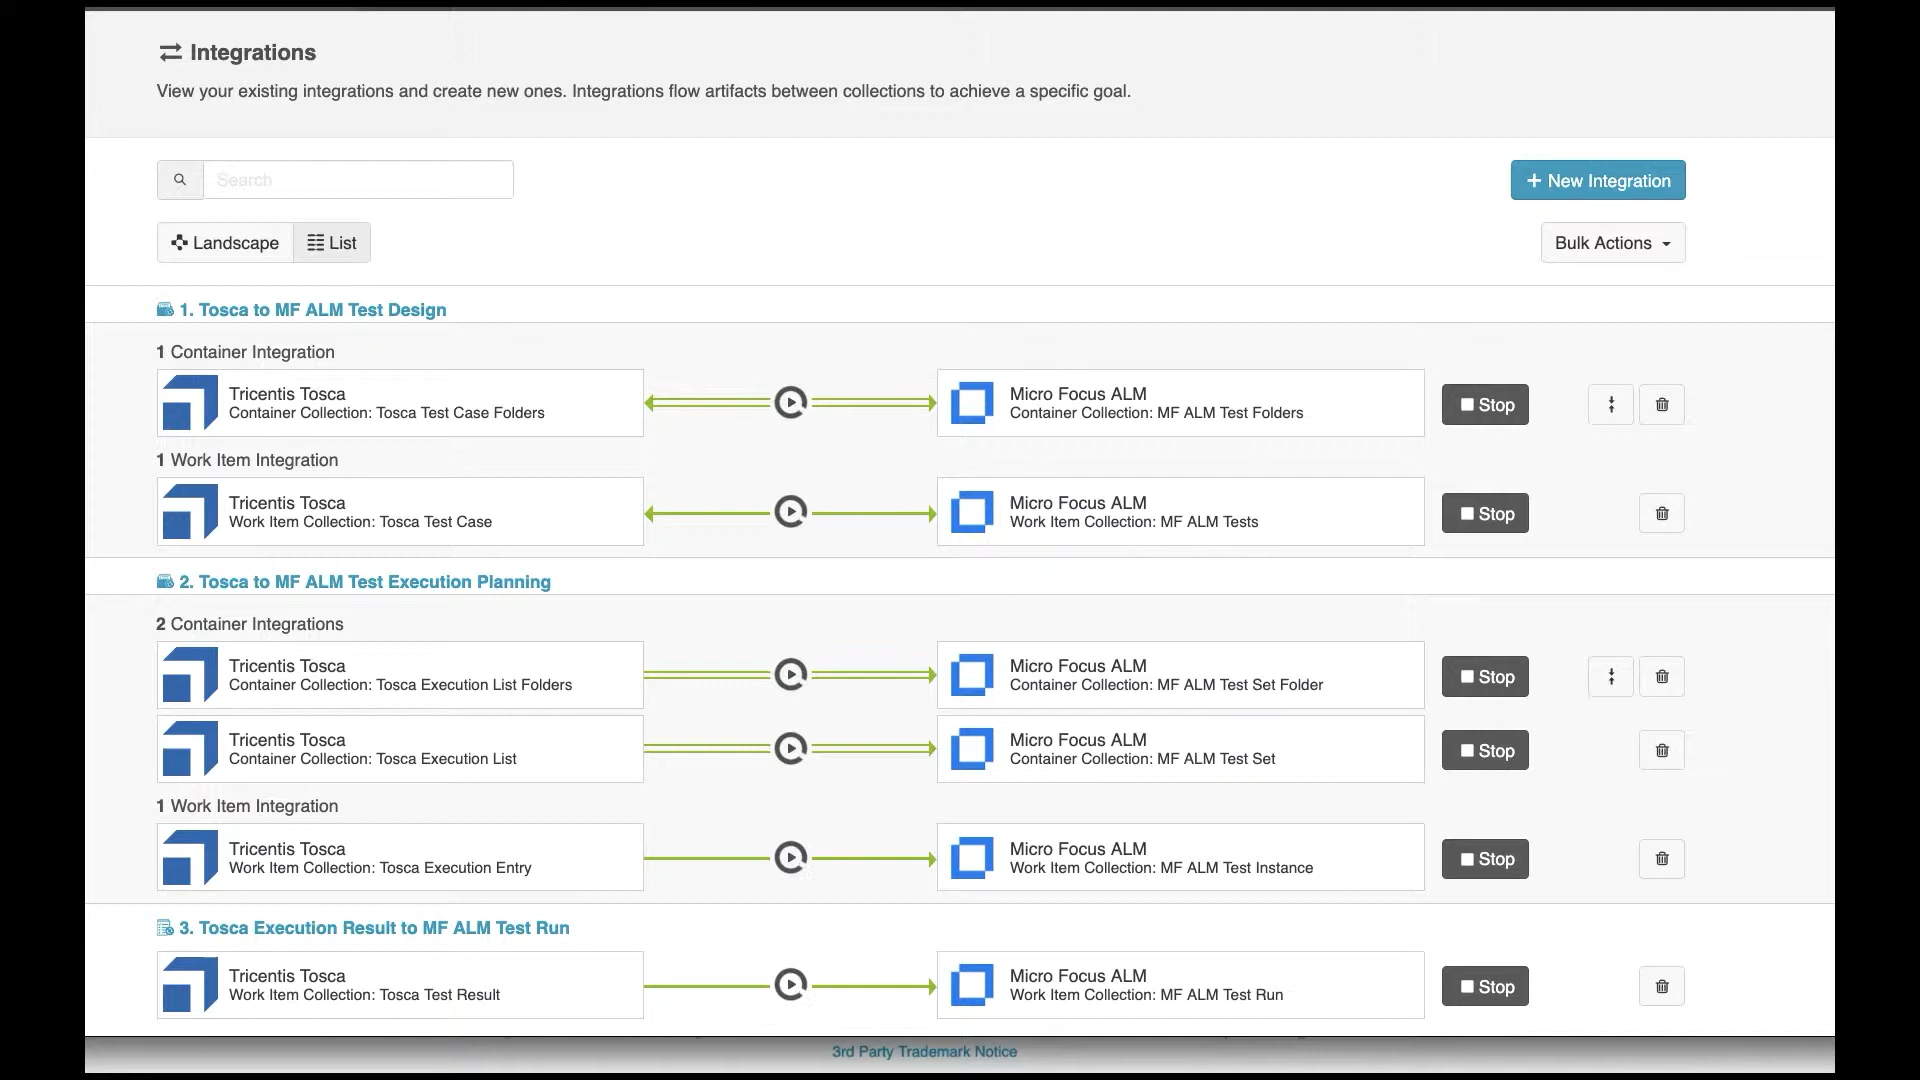 Integrations
View your existing integrations and create new ones. Integrations flow artifacts between collections to achieve a specific goal.
Search
New Integration
Landscape
List
Bulk Actions
1. Tosca to MF ALM Test Design
1 Container Integration
Tricentis Tosca
Container Collection: Tosca Test Case Folders
Micro Focus ALM
Container Collection: MF ALM Test Folders
Stop
1 Work Item Integration
Tricentis Tosca
Work Item Collection: Tosca Test Case
Micro Focus ALM
Work Item Collection: MF ALM Tests
Stop
2. Tosca to MF ALM Test Execution Planning
2 Container Integrations
Tricentis Tosca
Container Collection: Tosca Execution List Folders
Micro Focus ALM
Container Collection: MF ALM Test Set Folder
Stop
Tricentis Tosca
Container Collection: Tosca Execution List
Micro Focus ALM
Container Collection: MF ALM Test Set
Stop
1 Work Item Integration
Tricentis Tosca
Work Item Collection: Tosca Execution Entry
Micro Focus ALM
Work Item Collection: MF ALM Test Instance
Stop
3. Tosca Execution Result to MF ALM Test Run
Tricentis Tosca
Work Item Collection: Tosca Test Result
Micro Focus ALM
Work Item Collection: MF ALM Test Run
Stop
3rd Party Trademark Notice